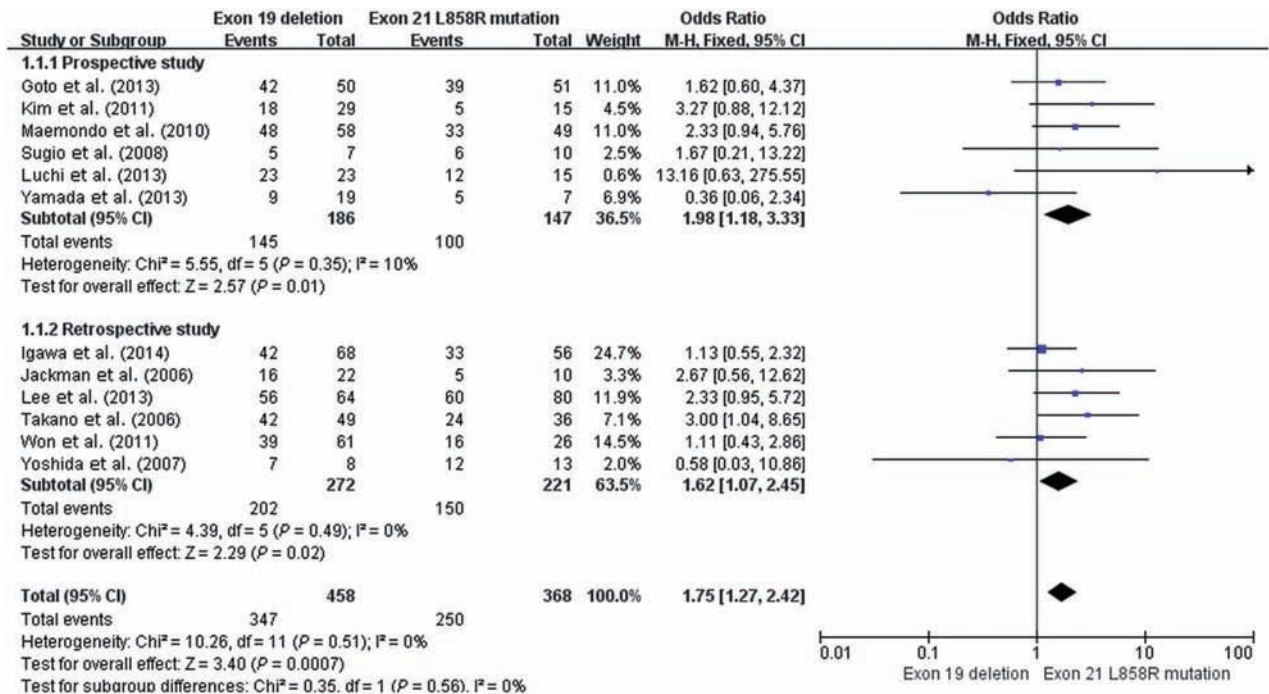 Exon 19 deletion Exon 21 L858R mutation Odds Ratio Odds Ratio
Study or Subgroup Events Total Events Total Weight M-H, Fixed, 95% CI M-H, Fixed, 95% CI
1.1.1 Prospective study
Goto et al. (2013) 42 50 39 51 11.0% 1.62 [0.60, 4.37]
Kim et al. (2011) 18 29 5 15 4.5% 3.27 [0.88, 12.12]
Maemondo et al. (2010) 48 58 33 49 11.0% 2.33 [0.94, 5.76]
Sugio et al. (2008) 5 7 6 10 2.5% 1.67 [0.21, 13.22]
Luchi et al. (2013) 23 23 12 15 0.6% 13.16 [0.63, 275.55]
Yamada et al. (2013) 9 19 5 7 6.9% 0.36 [0.06, 2.34]
Subtotal (95% CI) 186 147 36.5% 1.98 [1.18, 3.33]
Total events 145 100
Heterogeneity: Chi² = 5.55, df = 5 (P = 0.35); I² = 10%
Test for overall effect: Z = 2.57 (P = 0.01)
1.1.2 Retrospective study
Igawa et al. (2014) 42 68 33 56 24.7% 1.13 [0.55, 2.32]
Jackman et al. (2006) 16 22 5 10 3.3% 2.67 [0.56, 12.62]
Lee et al. (2013) 56 64 60 80 11.9% 2.33 [0.95, 5.72]
Takano et al. (2006) 42 49 24 36 7.1% 3.00 [1.04, 8.65]
Won et al. (2011) 39 61 16 26 14.5% 1.11 [0.43, 2.86]
Yoshida et al. (2007) 7 8 12 13 2.0% 0.58 [0.03, 10.86]
Subtotal (95% CI) 272 221 63.5% 1.62 [1.07, 2.45]
Total events 202 150
Heterogeneity: Chi² = 4.39, df = 5 (P = 0.49); I² = 0%
Test for overall effect: Z = 2.29 (P = 0.02)
Total (95% CI) 458 368 100.0% 1.75 [1.27, 2.42]
Total events 347 250
Heterogeneity: Chi² = 10.26, df = 11 (P = 0.51); I² = 0%
Test for overall effect: Z = 3.40 (P = 0.0007)
Test for subgroup differences: Chi² = 0.35, df = 1 (P = 0.56), I² = 0%
0.01 0.1 1 10 100
Exon 19 deletion Exon 21 L858R mutation